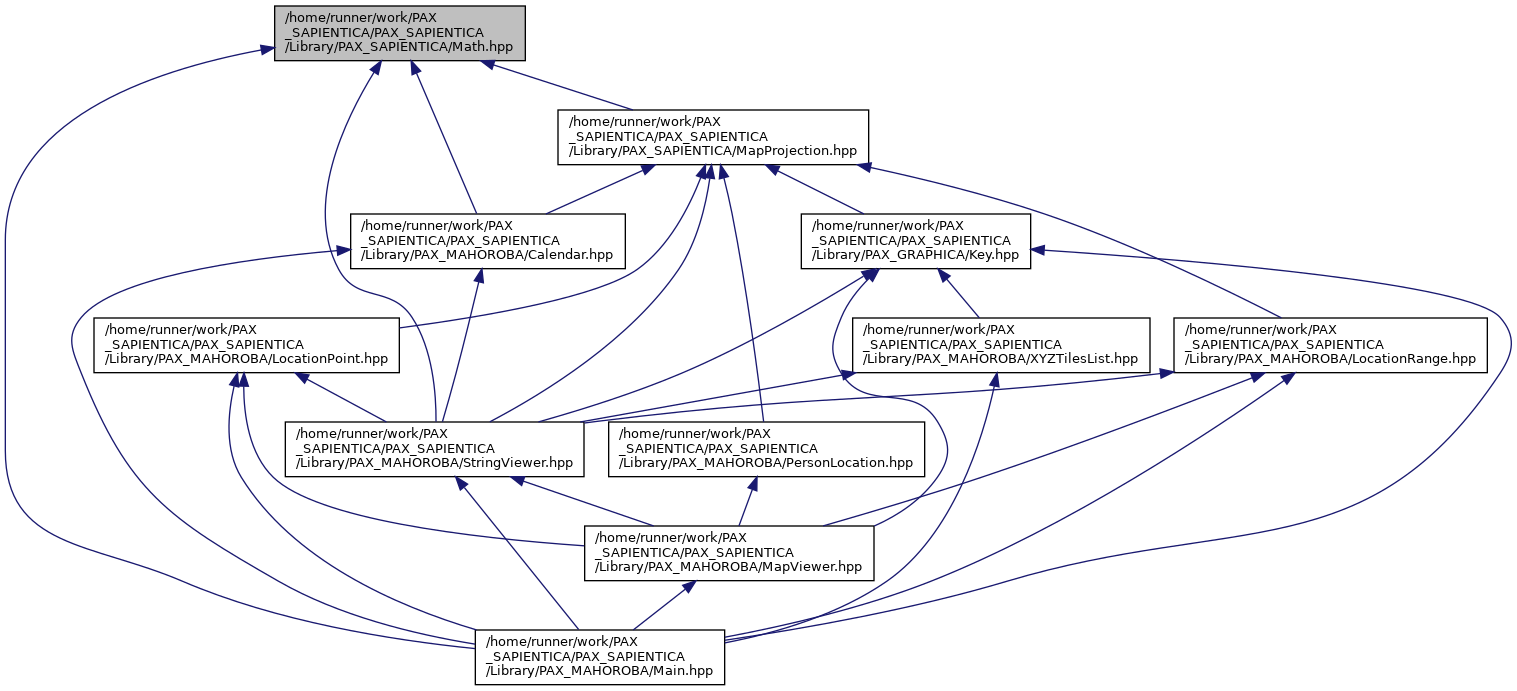 /home/runner/work/PAX
_SAPIENTICA/PAX_SAPIENTICA
/Library/PAX_SAPIENTICA/Math.hpp
/home/runner/work/PAX
_SAPIENTICA/PAX_SAPIENTICA
/Library/PAX_SAPIENTICA/MapProjection.hpp
/home/runner/work/PAX
_SAPIENTICA/PAX_SAPIENTICA
/Library/PAX_MAHOROBA/Calendar.hpp
/home/runner/work/PAX
_SAPIENTICA/PAX_SAPIENTICA
/Library/PAX_GRAPHICA/Key.hpp
/home/runner/work/PAX
_SAPIENTICA/PAX_SAPIENTICA
/Library/PAX_MAHOROBA/LocationPoint.hpp
/home/runner/work/PAX
_SAPIENTICA/PAX_SAPIENTICA
/Library/PAX_MAHOROBA/XYZTilesList.hpp
/home/runner/work/PAX
_SAPIENTICA/PAX_SAPIENTICA
/Library/PAX_MAHOROBA/LocationRange.hpp
/home/runner/work/PAX
_SAPIENTICA/PAX_SAPIENTICA
/Library/PAX_MAHOROBA/StringViewer.hpp
/home/runner/work/PAX
_SAPIENTICA/PAX_SAPIENTICA
/Library/PAX_MAHOROBA/PersonLocation.hpp
/home/runner/work/PAX
_SAPIENTICA/PAX_SAPIENTICA
/Library/PAX_MAHOROBA/MapViewer.hpp
/home/runner/work/PAX
_SAPIENTICA/PAX_SAPIENTICA
/Library/PAX_MAHOROBA/Main.hpp